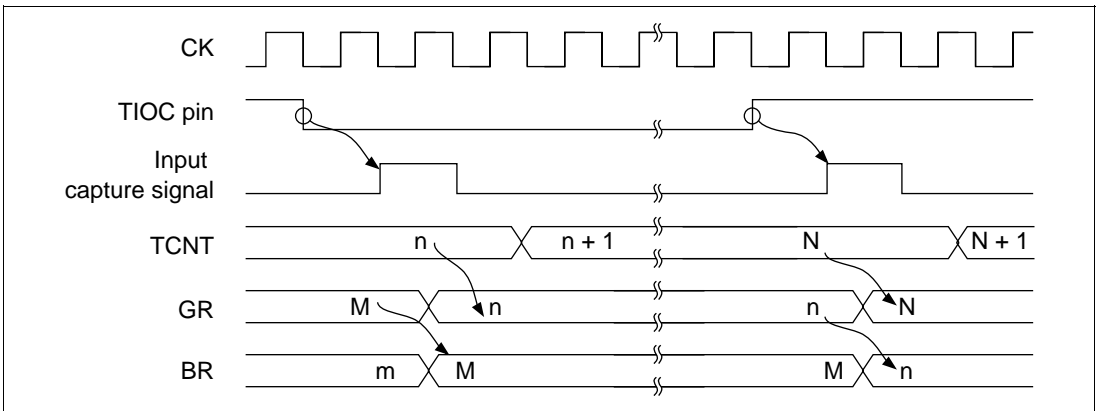 CK
TIOC pin
Input
capture signal
TCNT n n + 1 N N + 1
GR M n n N
BR m M M n